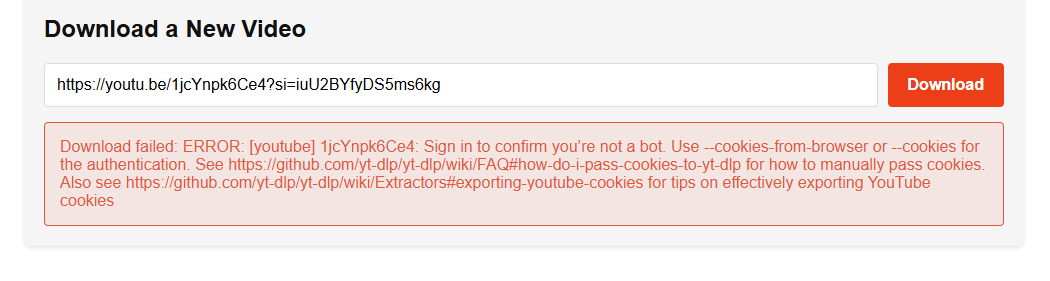 Download a New Video
https://youtu.be/1jcYnpk6Ce4?si=iuU2BYfyDS5ms6kg
Download
Download failed: ERROR: [youtube] 1jcYnpk6Ce4: Sign in to confirm you’re not a bot. Use --cookies-from-browser or --cookies for
the authentication. See https://github.com/yt-dlp/yt-dlp/wiki/FAQ#how-do-i-pass-cookies-to-yt-dlp for how to manually pass cookies.
Also see https://github.com/yt-dlp/yt-dlp/wiki/Extractors#exporting-youtube-cookies for tips on effectively exporting YouTube
cookies